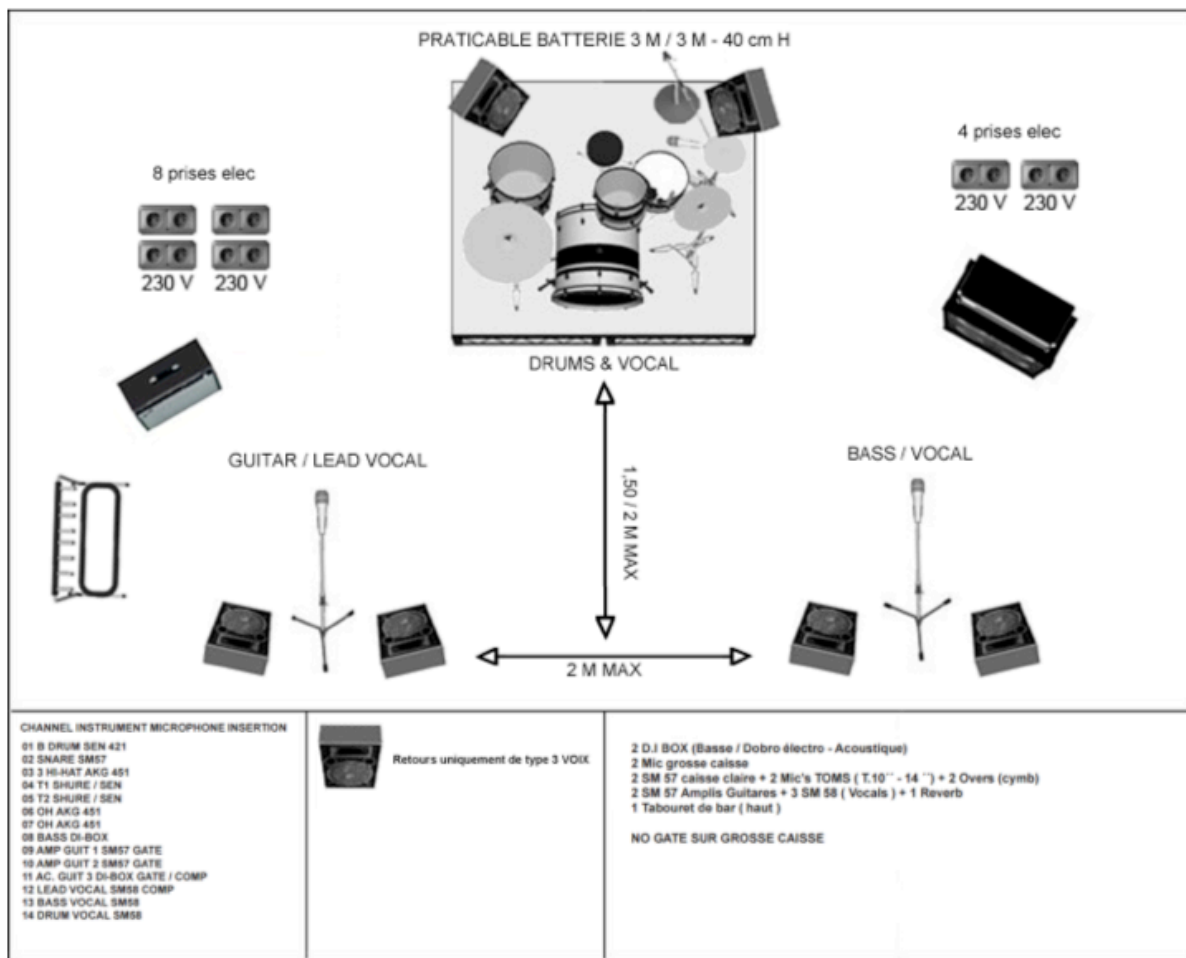 PRATICABLE BATTERIE 3 M / 3 M - 40 cm H
8 prises elec
230 V 230 V
4 prises elec
230 V 230 V
DRUMS & VOCAL
GUITAR / LEAD VOCAL
BASS / VOCAL
1,50 / 2 M MAX
2 M MAX
CHANNEL INSTRUMENT MICROPHONE INSERTION
01 B DRUM SEN 421
02 SNARE SM57
03 3 HI-HAT AKG 451
04 T1 SHURE / SEN
05 T2 SHURE / SEN
06 OH AKG 451
07 OH AKG 451
08 BASS DI-BOX
09 AMP GUIT 1 SM57 GATE
10 AMP GUIT 2 SM57 GATE
11 AC. GUIT 3 DI-BOX GATE / COMP
12 LEAD VOCAL SM58 COMP
13 BASS VOCAL SM58
14 DRUM VOCAL SM58
Retours uniquement de type 3 VOIX
2 D.I BOX (Basse / Dobro électro - Acoustique)
2 Mic grosse caisse
2 SM 57 caisse claire + 2 Mic's TOMS ( T.10´´ - 14 ´´) + 2 Overs (cymb)
2 SM 57 Amplis Guitares + 3 SM 58 ( Vocals ) + 1 Reverb
1 Tabouret de bar ( haut )
NO GATE SUR GROSSE CAISSE